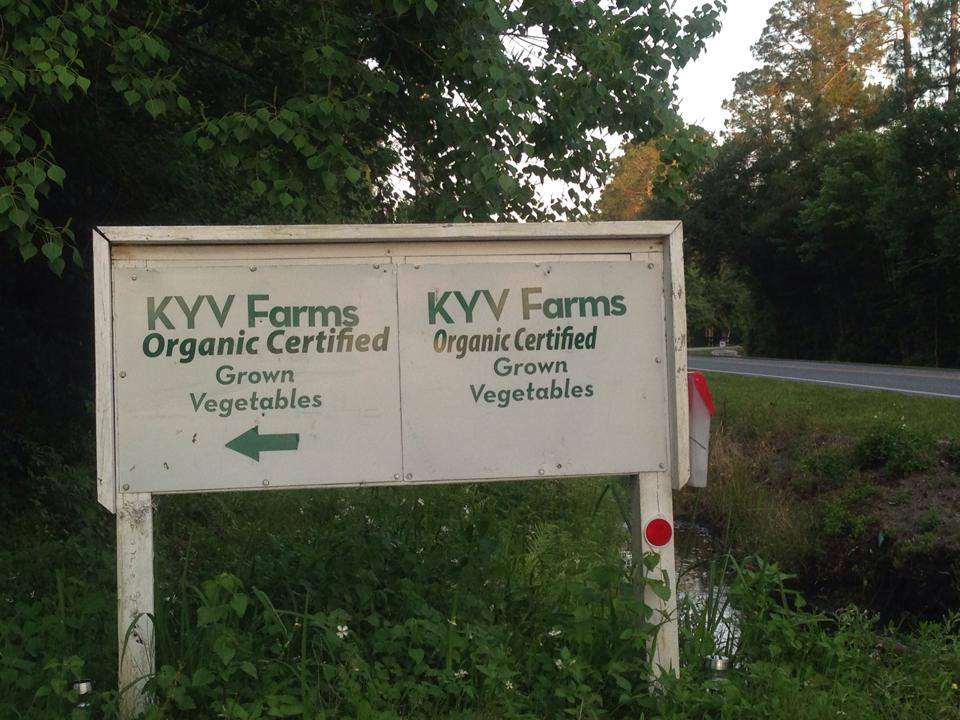 KYV Farms
Organic Certified
Grown
Vegetables
KYV Farms
Organic Certified
Grown
Vegetables